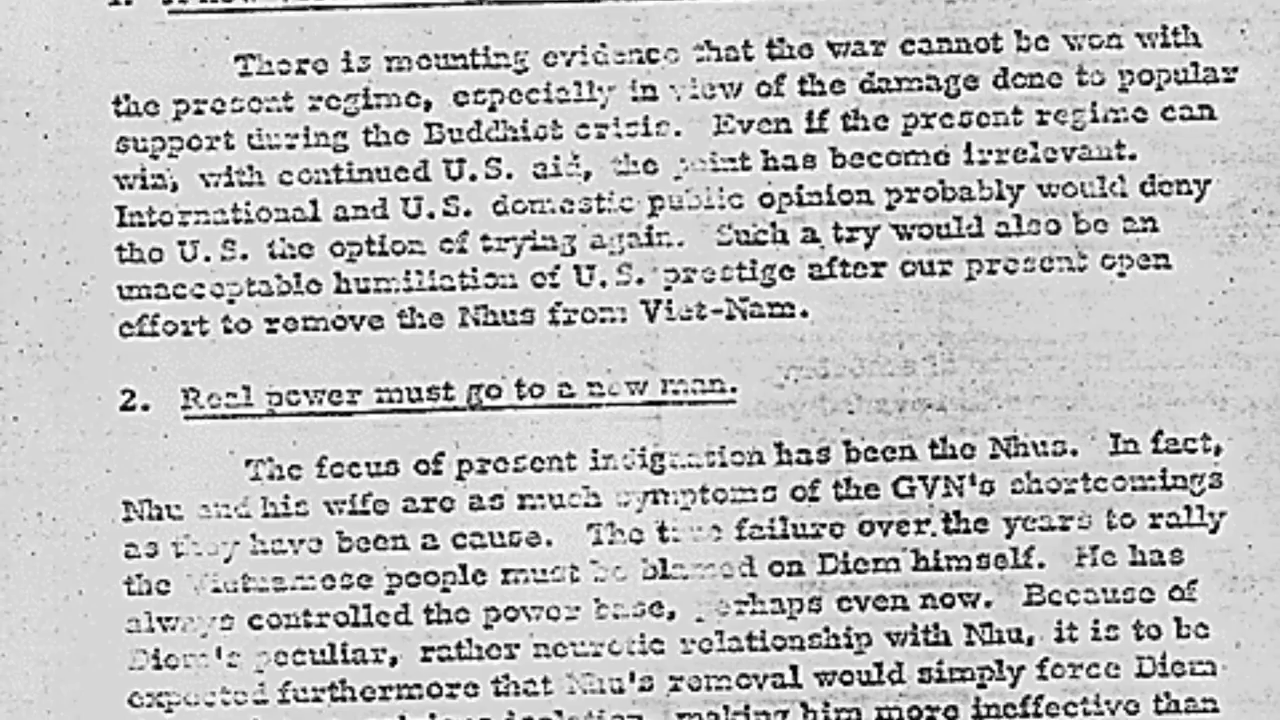 There is mounting evidence that the war cannot be won with
the present regime, especially in view of the damage done to popular
support during the Buddhist crisis. Even if the present regime can
win, with continued U.S. aid, the point has become irrelevant.
International and U.S. domestic public opinion probably would deny
the U.S. the option of trying again. Such a try would also be an
unacceptable humiliation of U.S. prestige after our present open
effort to remove the Nhus from Viet-Nam.
2. Real power must go to a new man.
The focus of present indignation has been the Nhus. In fact,
Nhu and his wife are as much symptoms of the GVN's shortcomings
as they have been a cause. The true failure over the years to rally
the Vietnamese people must be blamed on Diem himself. He has
always controlled the power base, perhaps even now. Because of
Diem's peculiar, rather neurotic relationship with Nhu, it is to be
expected furthermore that Nhu's removal would simply force Diem
isolation, making him more ineffective than